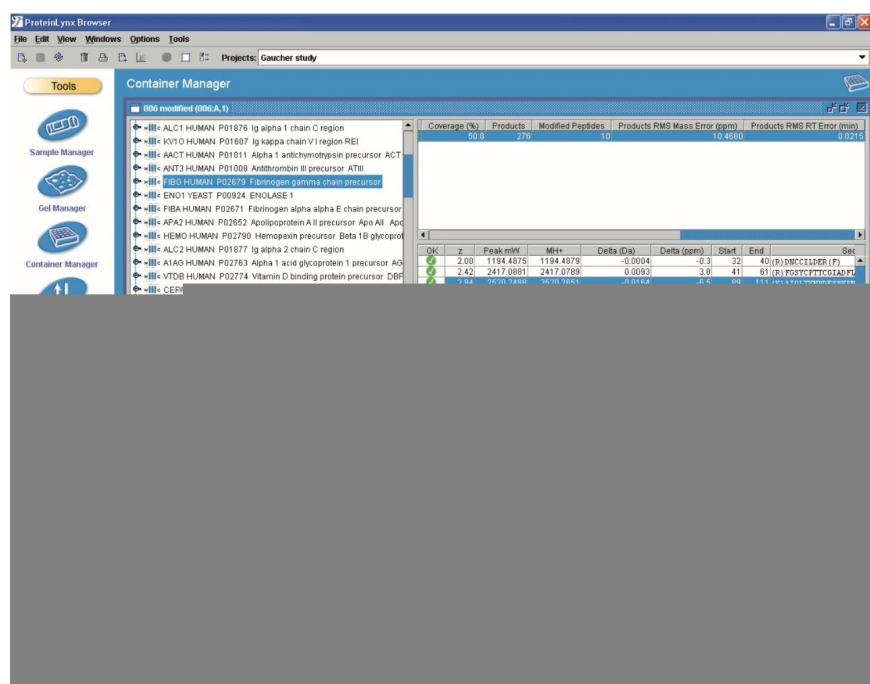 ProteinLynx Browser
File Edit View Windows Options Tools
Projects: Gaucher study
Tools
Container Manager
006 modified (006:A,1)
Sample Manager
Gel Manager
Container Manager
ALC1 HUMAN P01876 Ig alpha 1 chain C region
KV1O HUMAN P01607 Ig kappa chain V I region REI
AACT HUMAN P01011 Alpha 1 antichymotrypsin precursor ACT
ANT3 HUMAN P01008 Antithrombin III precursor ATIII
FIBO HUMAN P02679 Fibrinogen gamma chain precursor
ENO1 YEAST P00924 ENOLASE 1
FIBA HUMAN P02671 Fibrinogen alpha alpha E chain precursor
APA2 HUMAN P02652 Apolipoprotein A II precursor Apo AII Apo
HEMO HUMAN P02790 Hemopexin precursor Beta 1B glycoprot
ALC2 HUMAN P01877 Ig alpha 2 chain C region
A1AG HUMAN P02763 Alpha 1 acid glycoprotein 1 precursor AG
VTDB HUMAN P02774 Vitamin D binding protein precursor DBF
Coverage (%) Products Modified Peptides Products RMS Mass Error (ppm) Products RMS RT Error (min)
50.8 276 10 10.4680 0.0215
OK z Peak mW MH+ Delta (Da) Delta (ppm) Start End Sec
2.00 1194.4875 1194.4879 -0.0004 -0.3 32 40 (R)DNCCILDER(F)
2.42 2417.0881 2417.0789 0.0093 3.8 41 61 (R)FGSYCPTTCGIADFL